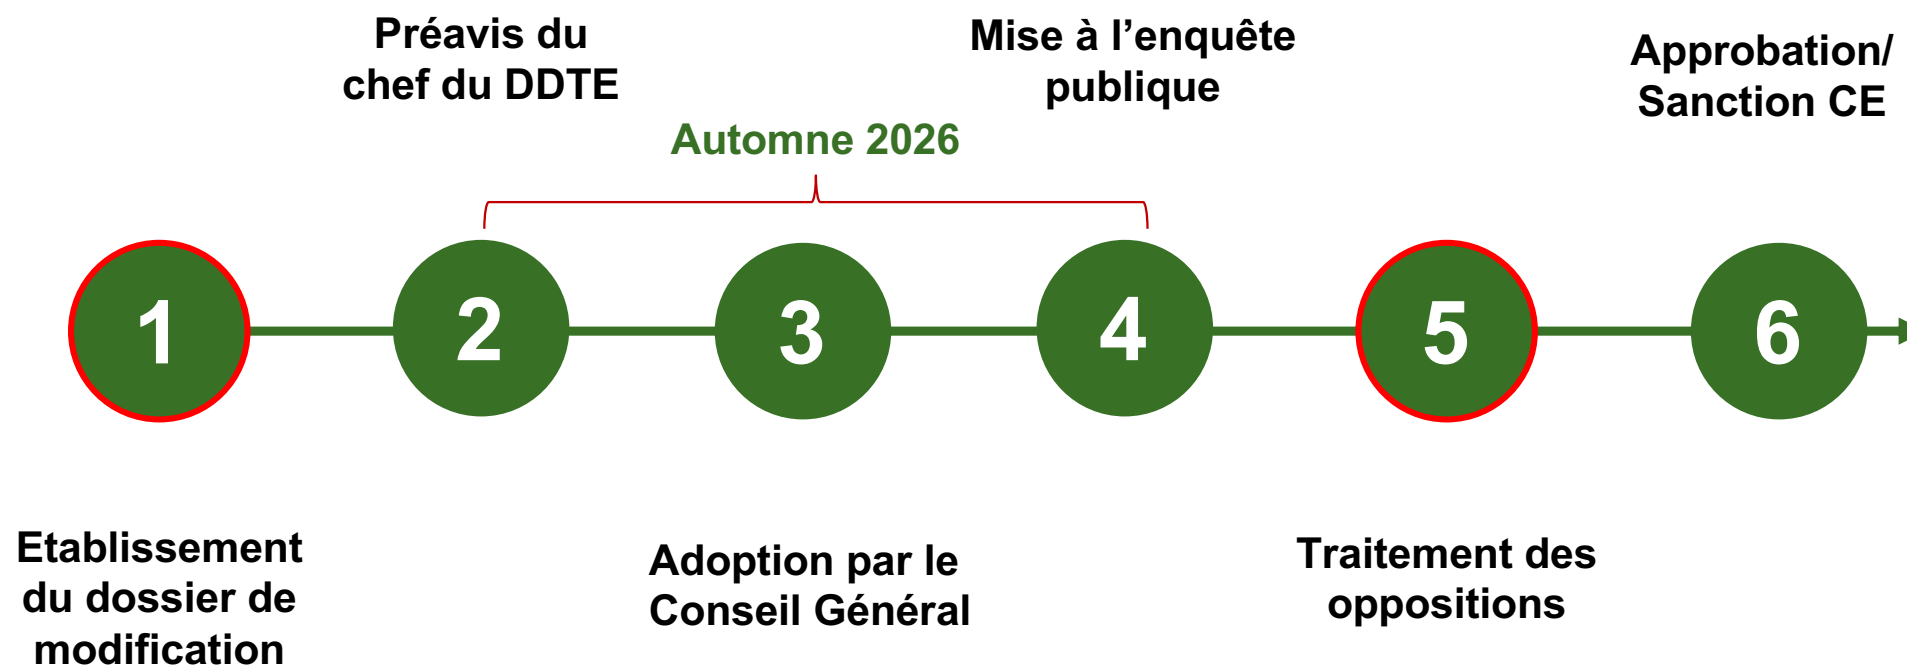 Préavis du
chef du DDTE
Mise à l’enquête
publique
Approbation/
Sanction CE
Automne 2026
1
2
3
4
5
6
Etablissement
du dossier de
modification
Adoption par le
Conseil Général
Traitement des
oppositions